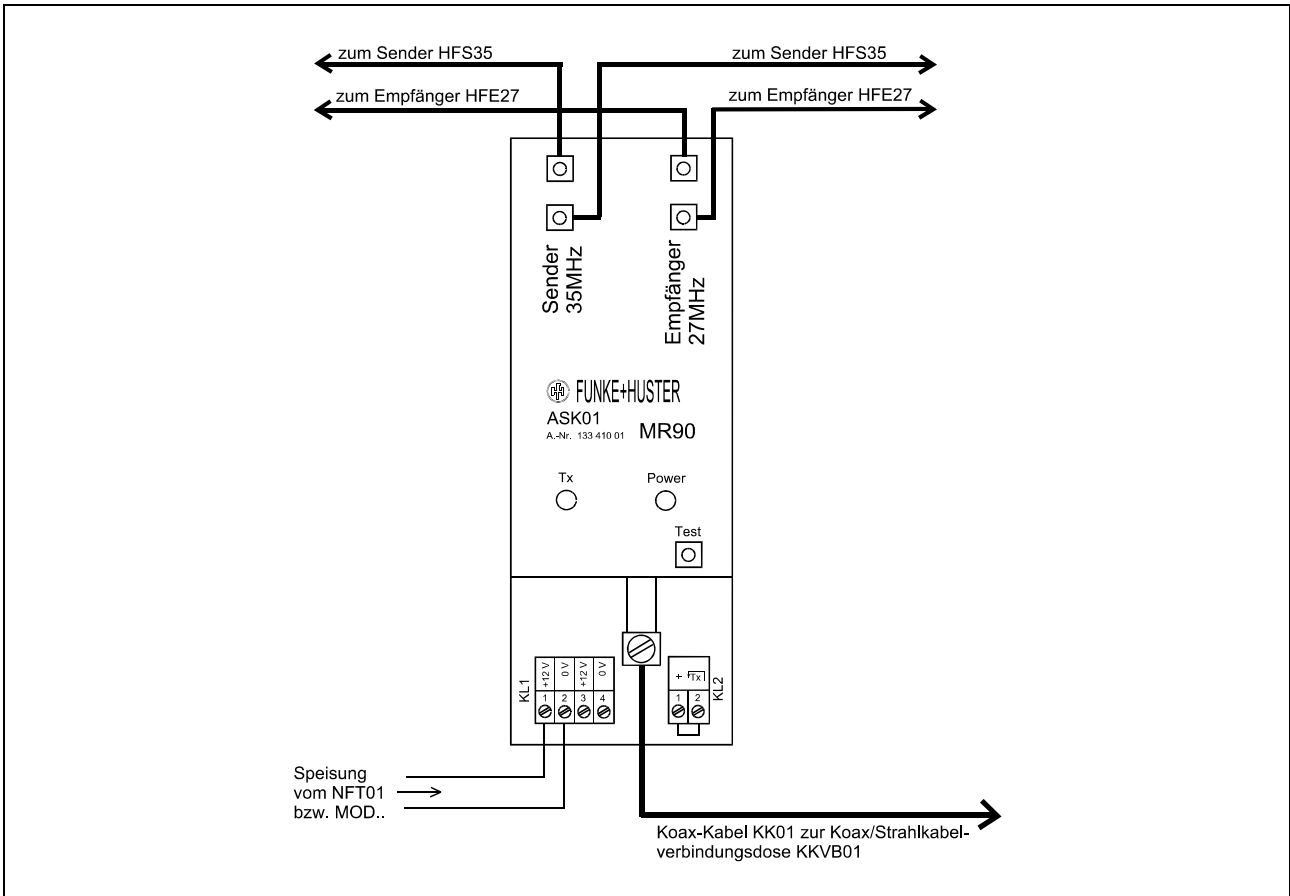 zum Sender HFS35
zum Sender HFS35
zum Empfänger HFE27
zum Empfänger HFE27
Sender
35MHz
Empfänger
27MHz
FUNKE+HUSTER
ASK01
A.-Nr. 133 410 01
MR90
Tx
Power
Test
KL1
+12 V
0 V
+12 V
0 V
1
2
3
4
+
Tx
1
2
KL2
Speisung
vom NFT01
bzw. MOD..
Koax-Kabel KK01 zur Koax/Strahlkabel-
verbindungsdose KKVB01